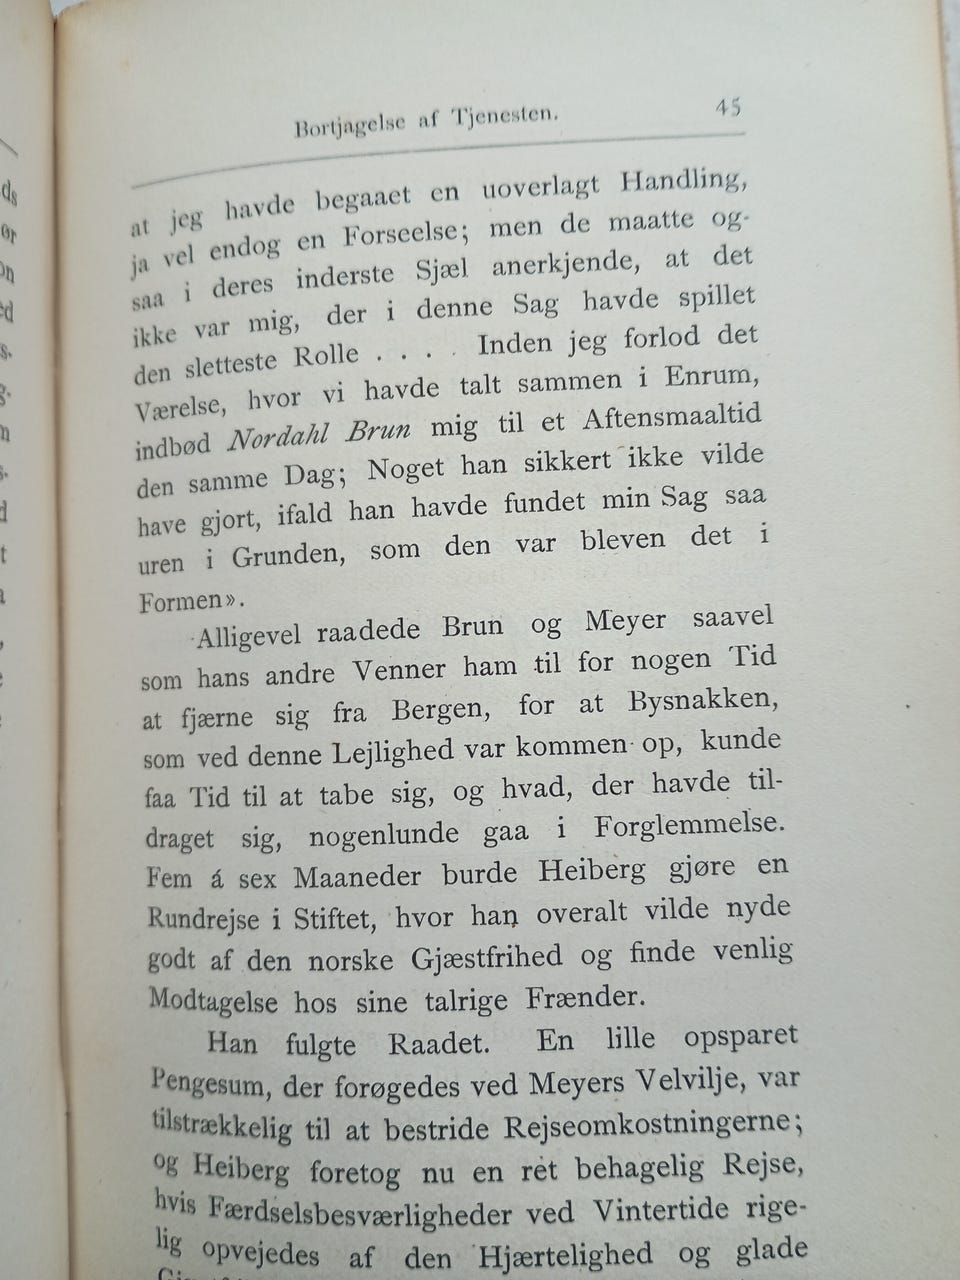 Bortjagelse af Tjenesten. 45
at jeg havde begaaet en uoverlagt Handling,
ja vel endog en Forseelse; men de maatte og-
saa i deres inderste Sjæl anerkjende, at det
ikke var mig, der i denne Sag havde spillet
den sletteste Rolle . . . . Inden jeg forlod det
Værelse, hvor vi havde talt sammen i Enrum,
indbød Nordahl Brun mig til et Aftensmaaltid
den samme Dag; Noget han sikkert ikke vilde
have gjort, ifald han havde fundet min Sag saa
uren i Grunden, som den var bleven det i
Formen».
Alligevel raadede Brun og Meyer saavel
som hans andre Venner ham til for nogen Tid
at fjærne sig fra Bergen, for at Bysnakken,
som ved denne Lejlighed var kommen op, kunde
faa Tid til at tabe sig, og hvad, der havde til-
draget sig, nogenlunde gaa i Forglemmelse.
Fem á sex Maaneder burde Heiberg gjøre en
Rundrejse i Stiftet, hvor han overalt vilde nyde
godt af den norske Gjæstfrihed og finde venlig
Modtagelse hos sine talrige Frænder.
Han fulgte Raadet. En lille opsparet
Pengesum, der forøgedes ved Meyers Velvilje, var
tilstrækkelig til at bestride Rejseomkostningerne;
og Heiberg foretog nu en ret behagelig Rejse,
hvis Færdselsbesværligheder ved Vintertide rige-
lig opvejedes af den Hjærtelighed og glade